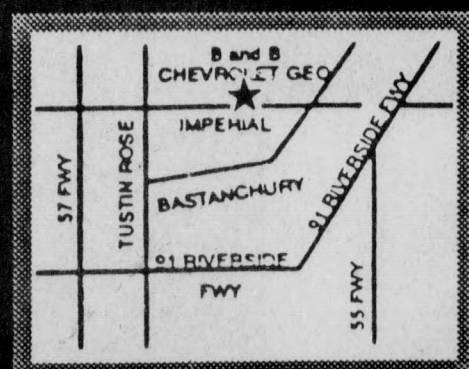 B and B
CHEVROLET GEO
IMPERIAL
57 FWY
TUSTIN ROSE
BASTANCHURY
91 RIVERSIDE FWY
91 RIVERSIDE
FWY
55 FWY